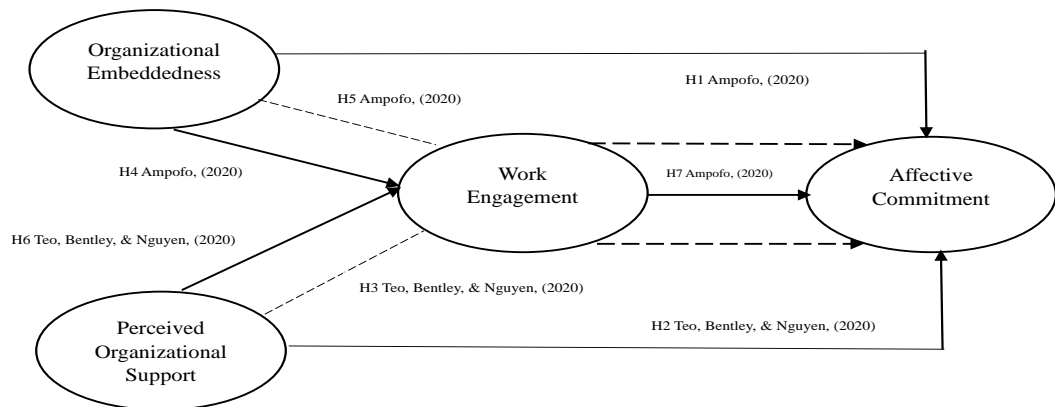 Organizational
Embeddedness
H1 Ampofo, (2020)
H5 Ampofo, (2020)
H4 Ampofo, (2020)
Work
Engagement
H7 Ampofo, (2020)
Affective
Commitment
H6 Teo, Bentley, & Nguyen, (2020)
H3 Teo, Bentley, & Nguyen, (2020)
H2 Teo, Bentley, & Nguyen, (2020)
Perceived
Organizational
Support